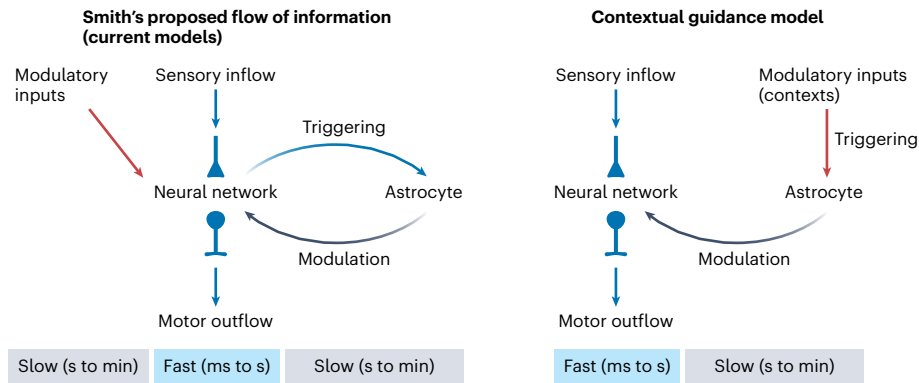 Smith's proposed flow of information
(current models)
Modulatory
inputs
Sensory inflow
Triggering
Neural network
Astrocyte
Modulation
Motor outflow
Slow (s to min)
Fast (ms to s)
Slow (s to min)
Contextual guidance model
Sensory inflow
Modulatory inputs
(contexts)
Triggering
Neural network
Astrocyte
Modulation
Motor outflow
Fast (ms to s)
Slow (s to min)